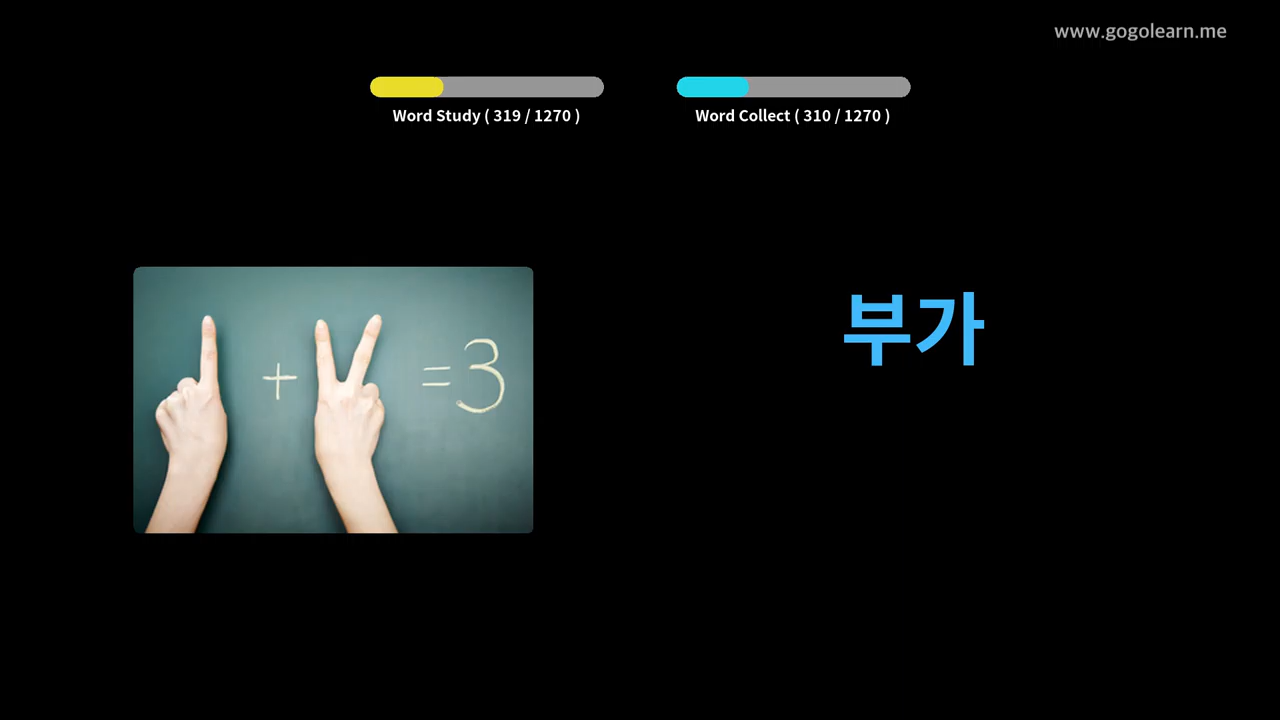 www.gogolearn.me
Word Study ( 319 / 1270 )
Word Collect ( 310 / 1270 )
+ = 3
부가